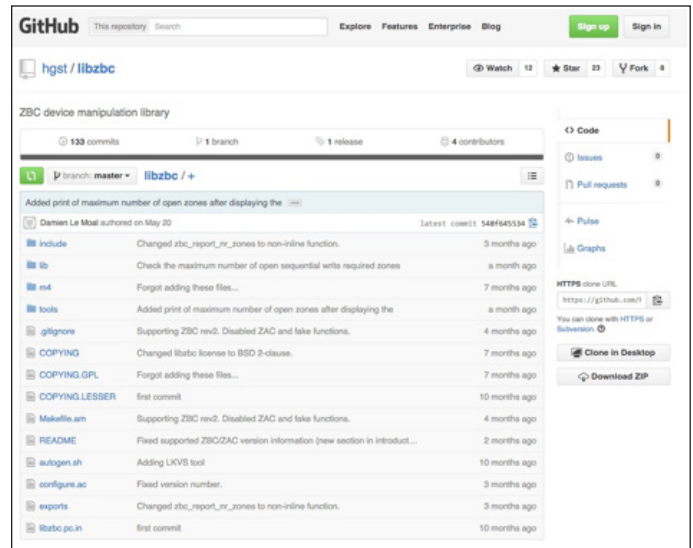 GitHub This repository Search Explore Features Enterprise Blog Sign up Sign in
hgst / libzbc Watch 12 Star 23 Fork 8
ZBC device manipulation library
133 commits 1 branch 1 release 4 contributors
branch: master libzbc / +
Added print of maximum number of open zones after displaying the
Damien Le Moal authored on May 20 latest commit 548f645534
include Changed zbc_report_nr_zones to non-inline function. 3 months ago
lib Check the maximum number of open sequential write required zones a month ago
m4 Forgot adding these files... 7 months ago
tools Added print of maximum number of open zones after displaying the a month ago
.gitignore Supporting ZBC rev2. Disabled ZAC and fake functions. 4 months ago
COPYING Changed libzbc license to BSD 2-clause. 7 months ago
COPYING.GPL Forgot adding these files... 7 months ago
COPYING.LESSER first commit 10 months ago
Makefile.am Supporting ZBC rev2. Disabled ZAC and fake functions. 4 months ago
README Fixed supported ZBC/ZAC version information (new section in introduct... 2 months ago
autogen.sh Adding LKVS tool 10 months ago
configure.ac Fixed version number. 3 months ago
exports Changed zbc_report_nr_zones to non-inline function. 3 months ago
libzbc.pc.in first commit 10 months ago
Code
Issues 0
Pull requests 0
Pulse
Graphs
HTTPS clone URL
https://github.com/l
You can clone with HTTPS or
Subversion.
Clone in Desktop
Download ZIP